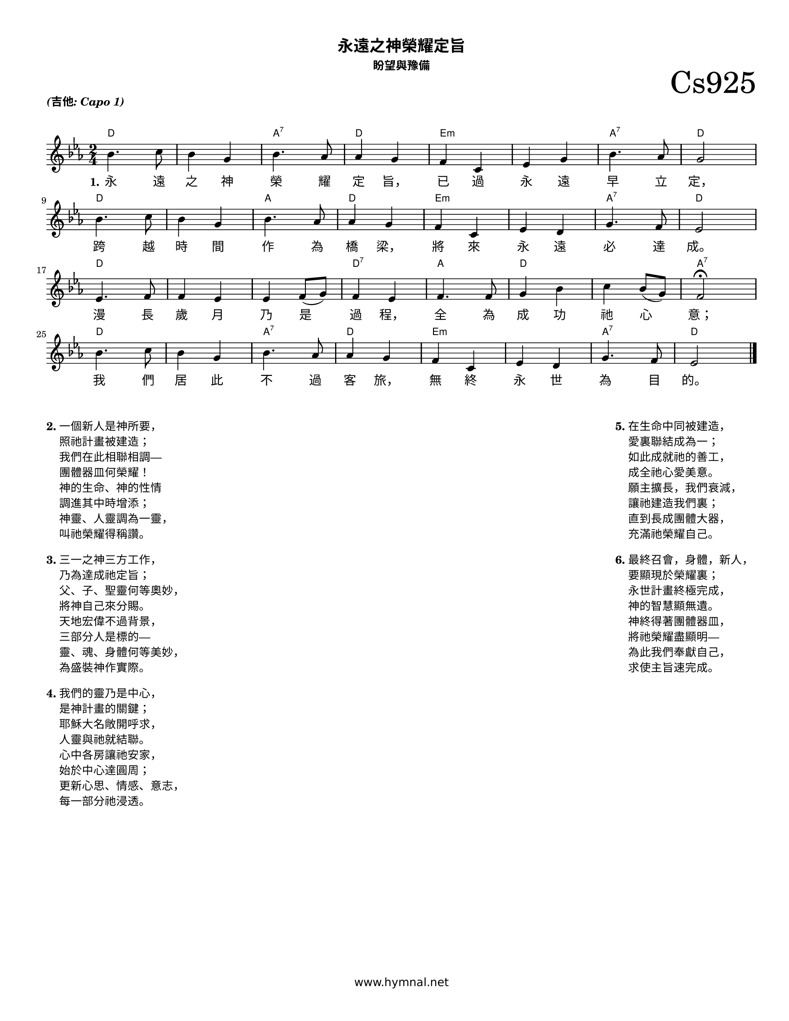 永遠之神榮耀定旨
盼望與豫備
Cs925
(吉他: Capo 1)
D A7 D Em A7 D
1. 永 遠 之 神 榮 耀 定 旨， 已 過 永 遠 早 立 定，
9 D A D Em A7 D
跨 越 時 間 作 為 橋 梁， 將 來 永 遠 必 達 成。
17 D D7 A D A7
漫 長 歲 月 乃 是 過 程， 全 為 成 功 祂 心 意；
25 D A7 D Em A7 D
我 們 居 此 不 過 客 旅， 無 終 永 世 為 目 的。
2. 一個新人是神所要，
照祂計畫被建造；
我們在此相聯相調—
團體器皿何榮耀！
神的生命、神的性情
調進其中時增添；
神靈、人靈調為一靈，
叫祂榮耀得稱讚。
3. 三一之神三方工作，
乃為達成祂定旨；
父、子、聖靈何等奧妙，
將神自己來分賜。
天地宏偉不過背景，
三部分人是標的—
靈、魂、身體何等美妙，
為盛裝神作實際。
4. 我們的靈乃是中心，
是神計畫的關鍵；
耶穌大名敞開呼求，
人靈與祂就結聯。
心中各房讓祂安家，
始於中心達圓周；
更新心思、情感、意志，
每一部分祂浸透。
5. 在生命中同被建造，
愛裏聯結成為一；
如此成就祂的善工，
成全祂心愛美意。
願主擴長，我們衰減，
讓祂建造我們裏；
直到長成團體大器，
充滿祂榮耀自己。
6. 最終召會，身體，新人，
要顯現於榮耀裏；
永世計畫終極完成，
神的智慧顯無遺。
神終得著團體器皿，
將祂榮耀盡顯明—
為此我們奉獻自己，
求使主旨速完成。
www.hymnal.net